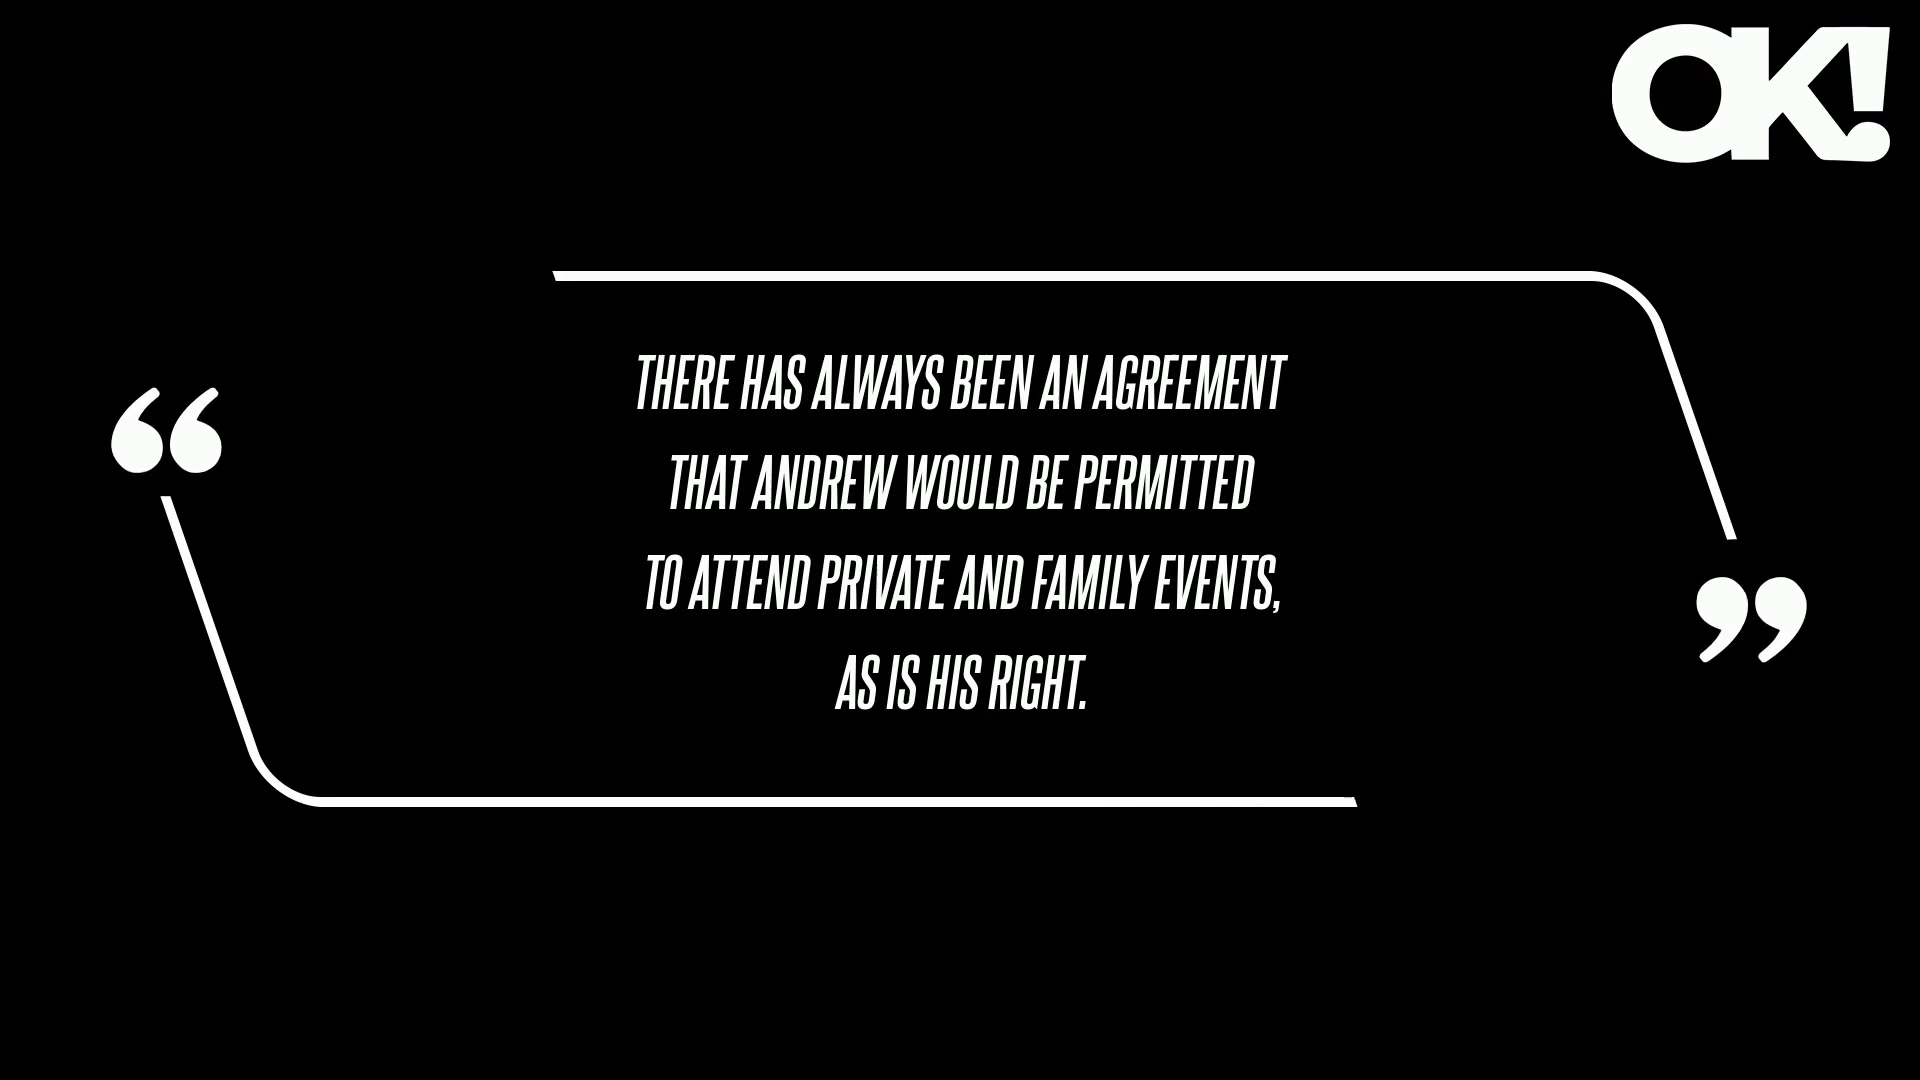 OK!
“
THERE HAS ALWAYS BEEN AN AGREEMENT
THAT ANDREW WOULD BE PERMITTED
TO ATTEND PRIVATE AND FAMILY EVENTS,
AS IS HIS RIGHT.
”